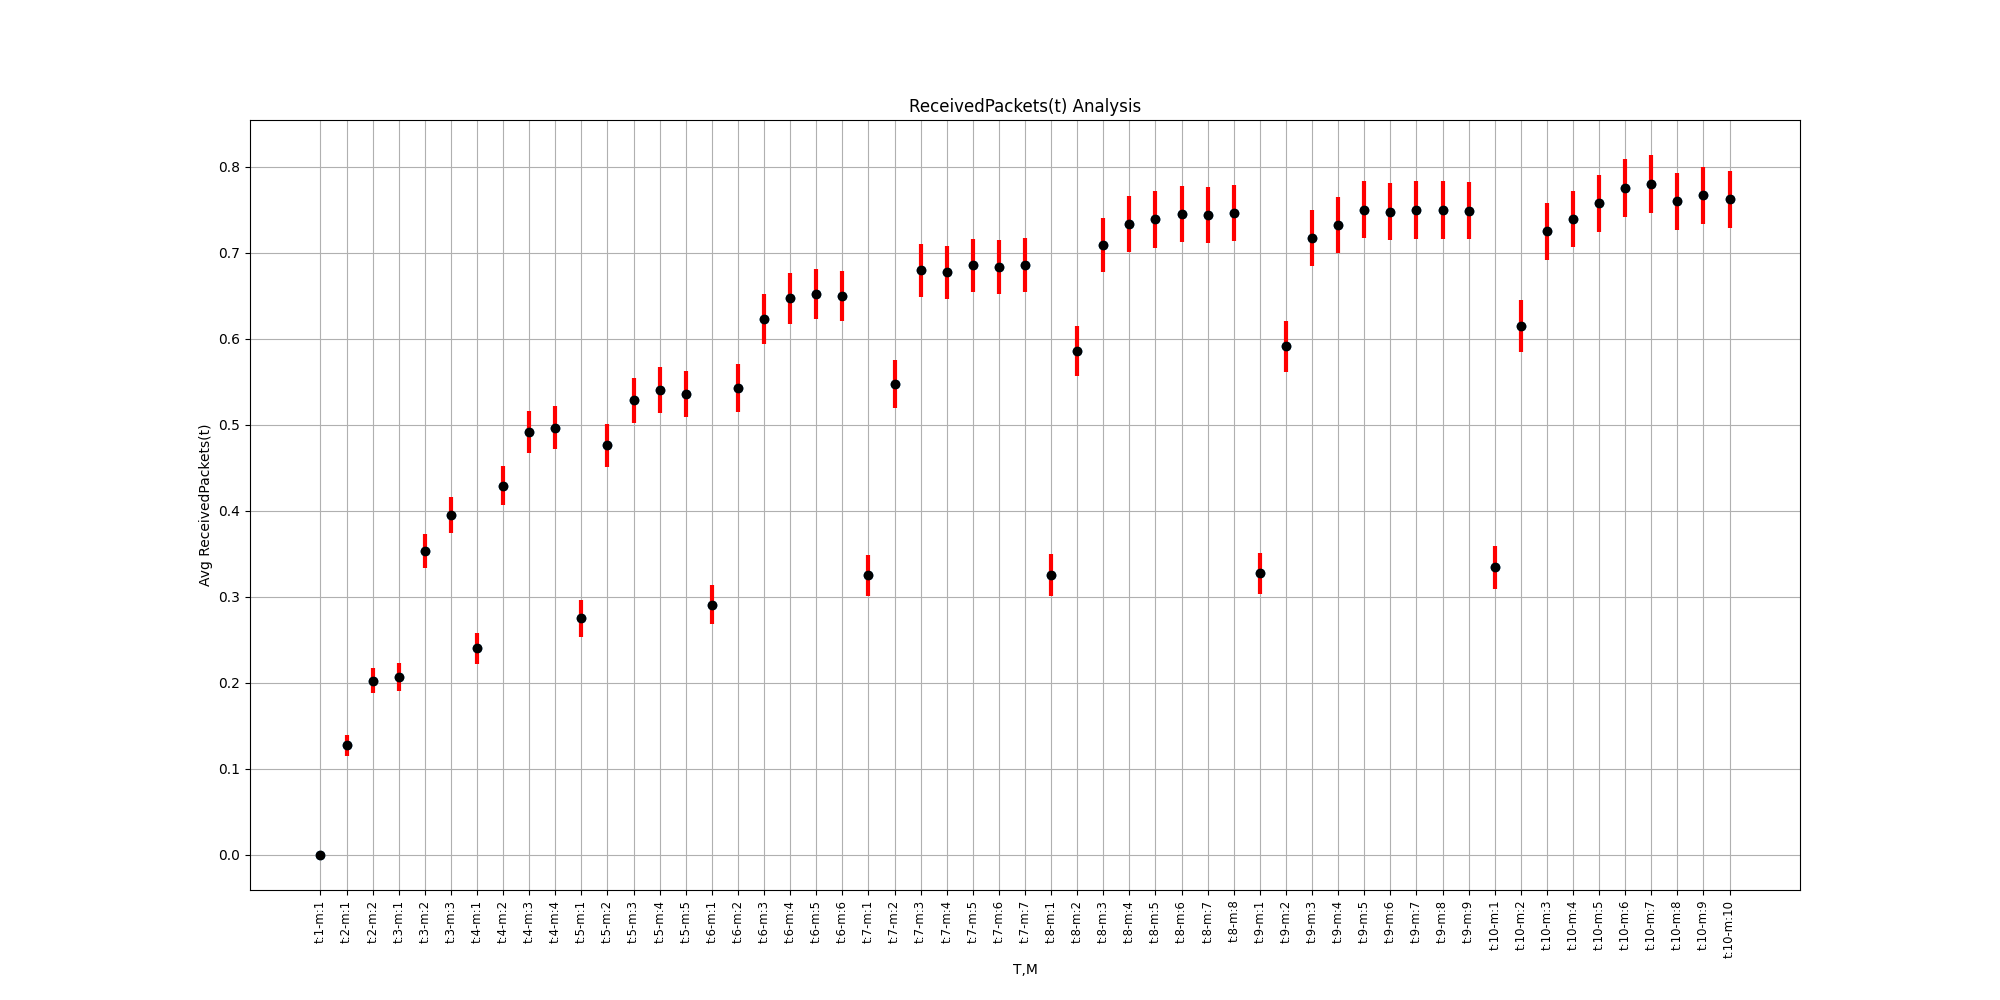 ReceivedPackets(t) Analysis
Avg ReceivedPackets(t)
0.8
0.7
0.6
0.5
0.4
0.3
0.2
0.1
0.0
t:1-m:1
t:2-m:1
t:2-m:2
t:3-m:1
t:3-m:2
t:3-m:3
t:4-m:1
t:4-m:2
t:4-m:3
t:4-m:4
t:5-m:1
t:5-m:2
t:5-m:3
t:5-m:4
t:5-m:5
t:6-m:1
t:6-m:2
t:6-m:3
t:6-m:4
t:6-m:5
t:6-m:6
t:7-m:1
t:7-m:2
t:7-m:3
t:7-m:4
t:7-m:5
t:7-m:6
t:7-m:7
t:8-m:1
t:8-m:2
t:8-m:3
t:8-m:4
t:8-m:5
t:8-m:6
t:8-m:7
t:8-m:8
t:9-m:1
t:9-m:2
t:9-m:3
t:9-m:4
t:9-m:5
t:9-m:6
t:9-m:7
t:9-m:8
t:9-m:9
t:10-m:1
t:10-m:2
t:10-m:3
t:10-m:4
t:10-m:5
t:10-m:6
t:10-m:7
t:10-m:8
t:10-m:9
t:10-m:10
T,M